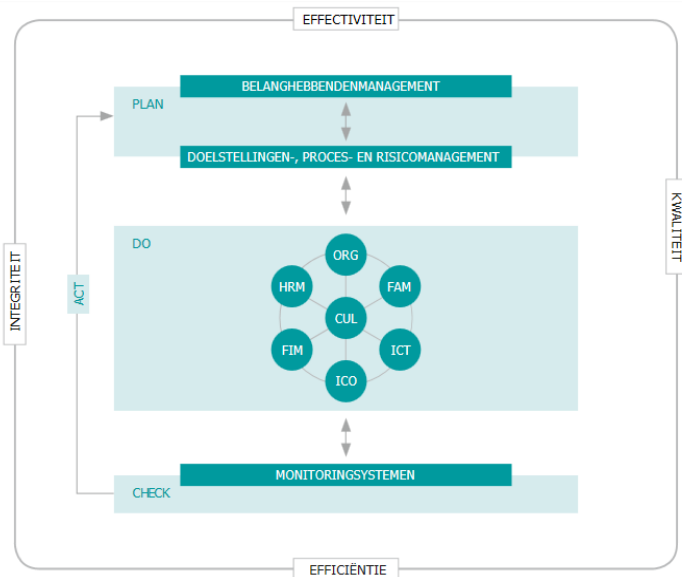 EFFECTIVITEIT
BELANGHEBBENDENMANAGEMENT
PLAN
DOELSTELLINGEN-, PROCES- EN RISICOMANAGEMENT
KWALITEIT
DO
ORG
HRM
FAM
INTEGRITEIT
ACT
CUL
FIM
ICT
ICO
MONITORINGSYSTEMEN
CHECK
EFFICIËNTIE